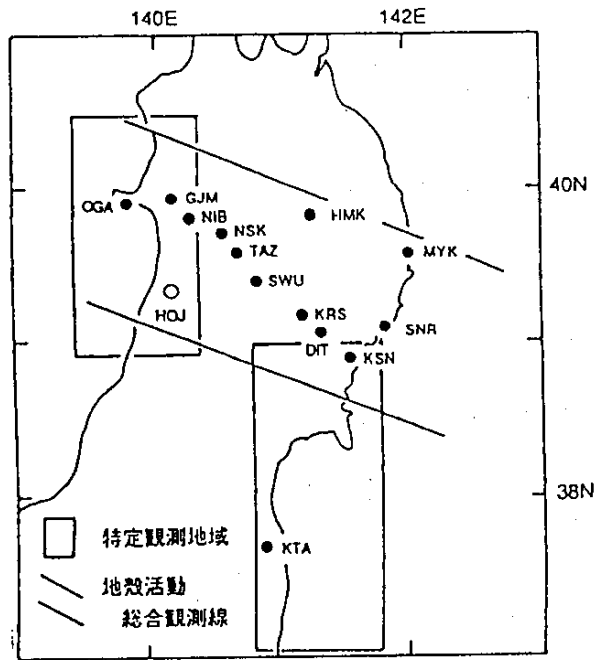 140E 142E
40N
OGA GJM
NIB
HMK
NSK
TAZ
MYK
SWU
HOJ
KRS
SNR
DIT
KSN
38N
特定観測地域
KTA
地殻活動
総合観測線